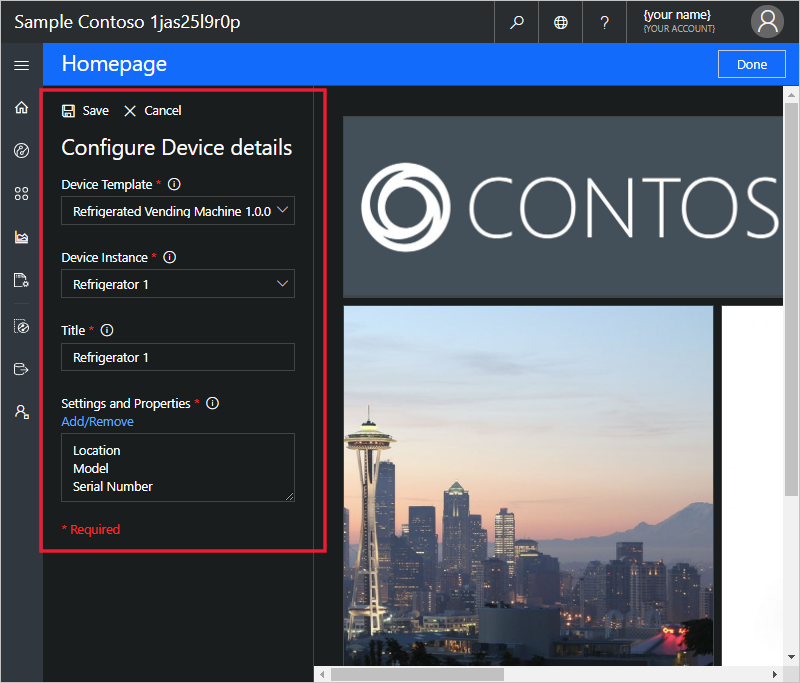 Sample Contoso 1jas25l9r0p
?
{your name}
{YOUR ACCOUNT}
Homepage
Done
Save
Cancel
Configure Device details
Device Template *
Refrigerated Vending Machine 1.0.0
Device Instance *
Refrigerator 1
Title *
Refrigerator 1
Settings and Properties *
Add/Remove
Location
Model
Serial Number
* Required
CONTOS